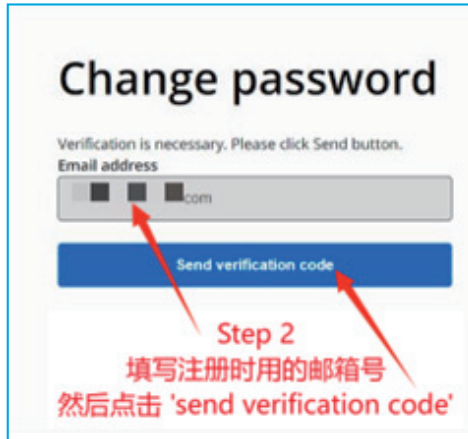 Change password
Verification is necessary. Please click Send button.
Email address
com
Send verification code
Step 2
填写注册时用的邮箱号
然后点击 'send verification code'